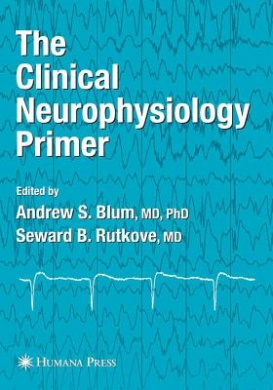 The
Clinical
Neurophysiology
Primer
Edited by
Andrew S. Blum, MD, PhD
Seward B. Rutkove, MD
HUMANA PRESS